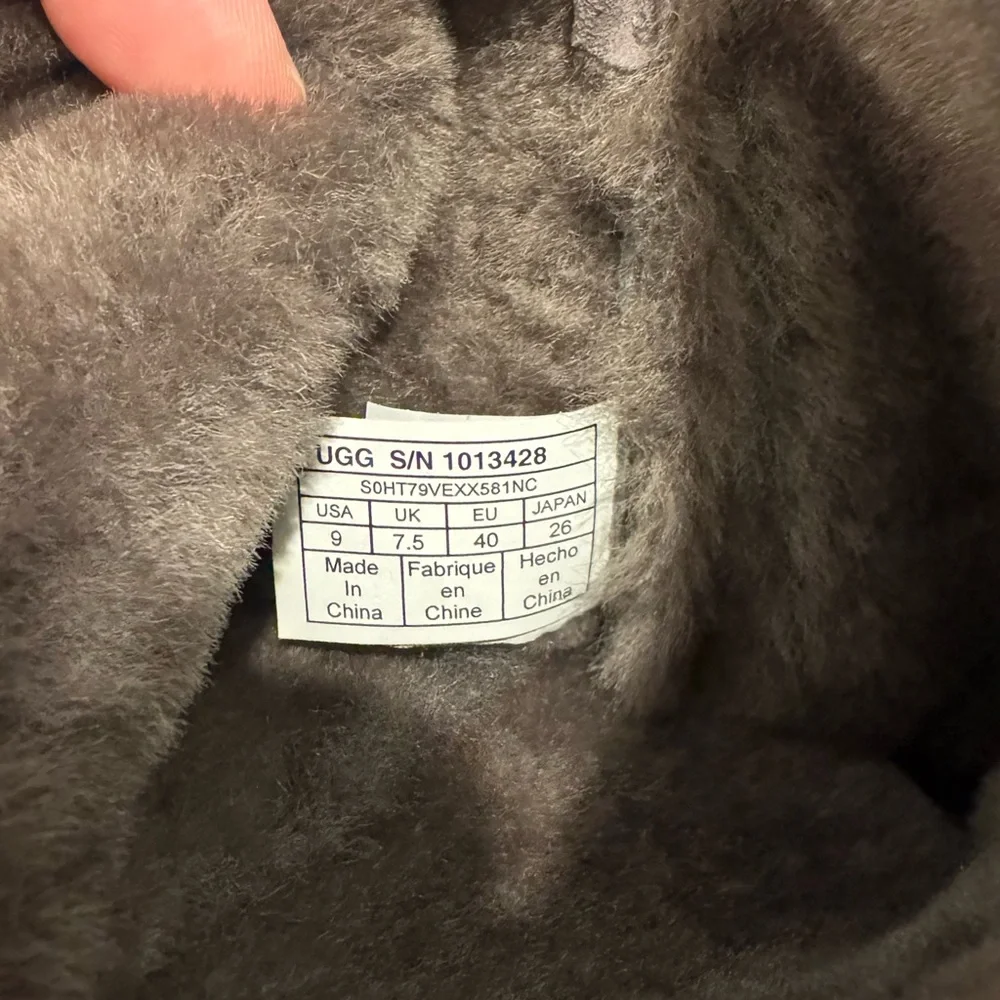 UGG S/N 1013428
S0HT79VEXX581NC
USA UK EU JAPAN
9 7.5 40 26
Made Fabrique Hecho
In en en
China Chine China